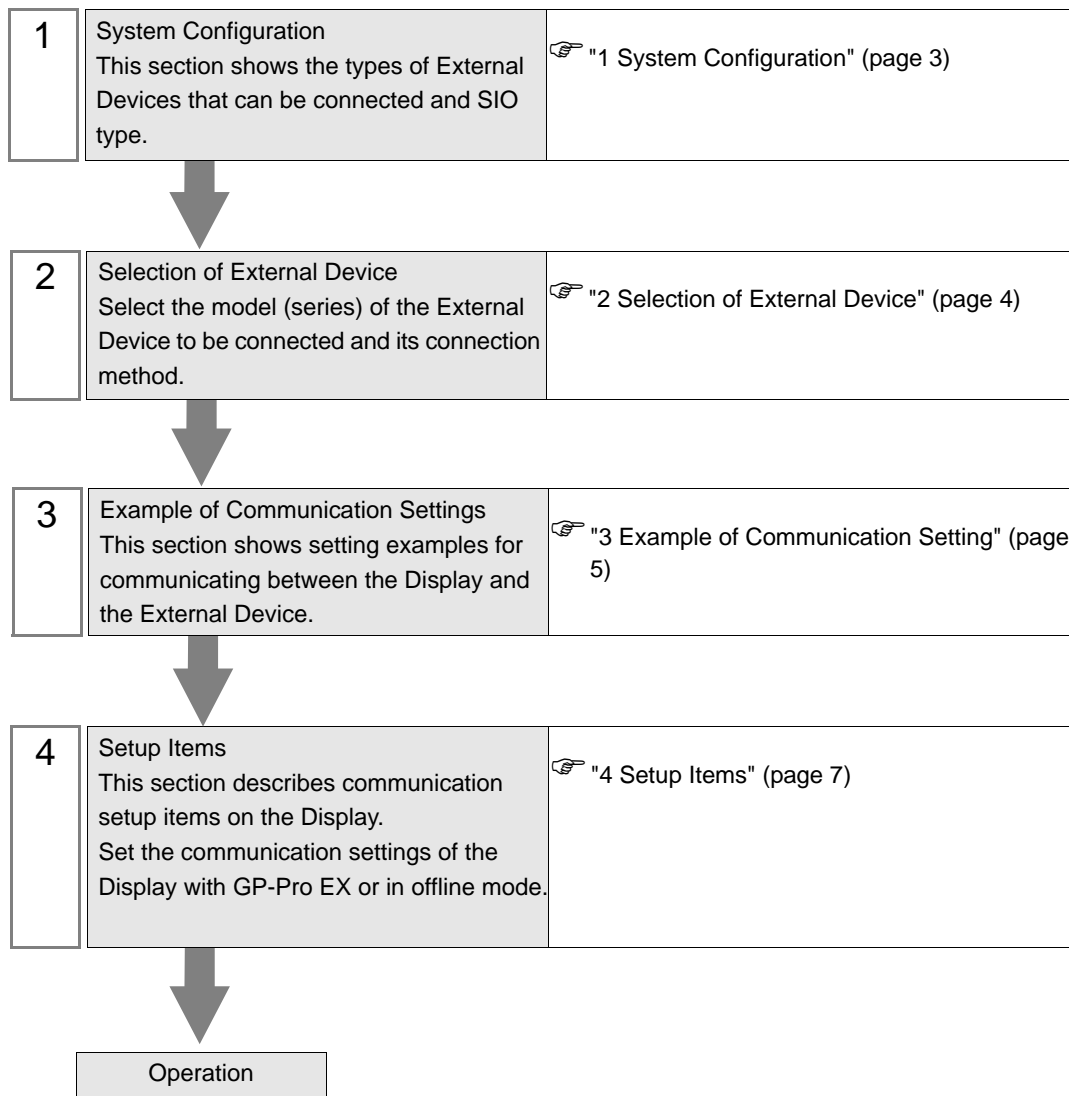 1
System Configuration
This section shows the types of External
Devices that can be connected and SIO
type.
"1 System Configuration" (page 3)
2
Selection of External Device
Select the model (series) of the External
Device to be connected and its connection
method.
"2 Selection of External Device" (page 4)
3
Example of Communication Settings
This section shows setting examples for
communicating between the Display and
the External Device.
"3 Example of Communication Setting" (page
5)
4
Setup Items
This section describes communication
setup items on the Display.
Set the communication settings of the
Display with GP-Pro EX or in offline mode.
"4 Setup Items" (page 7)
Operation